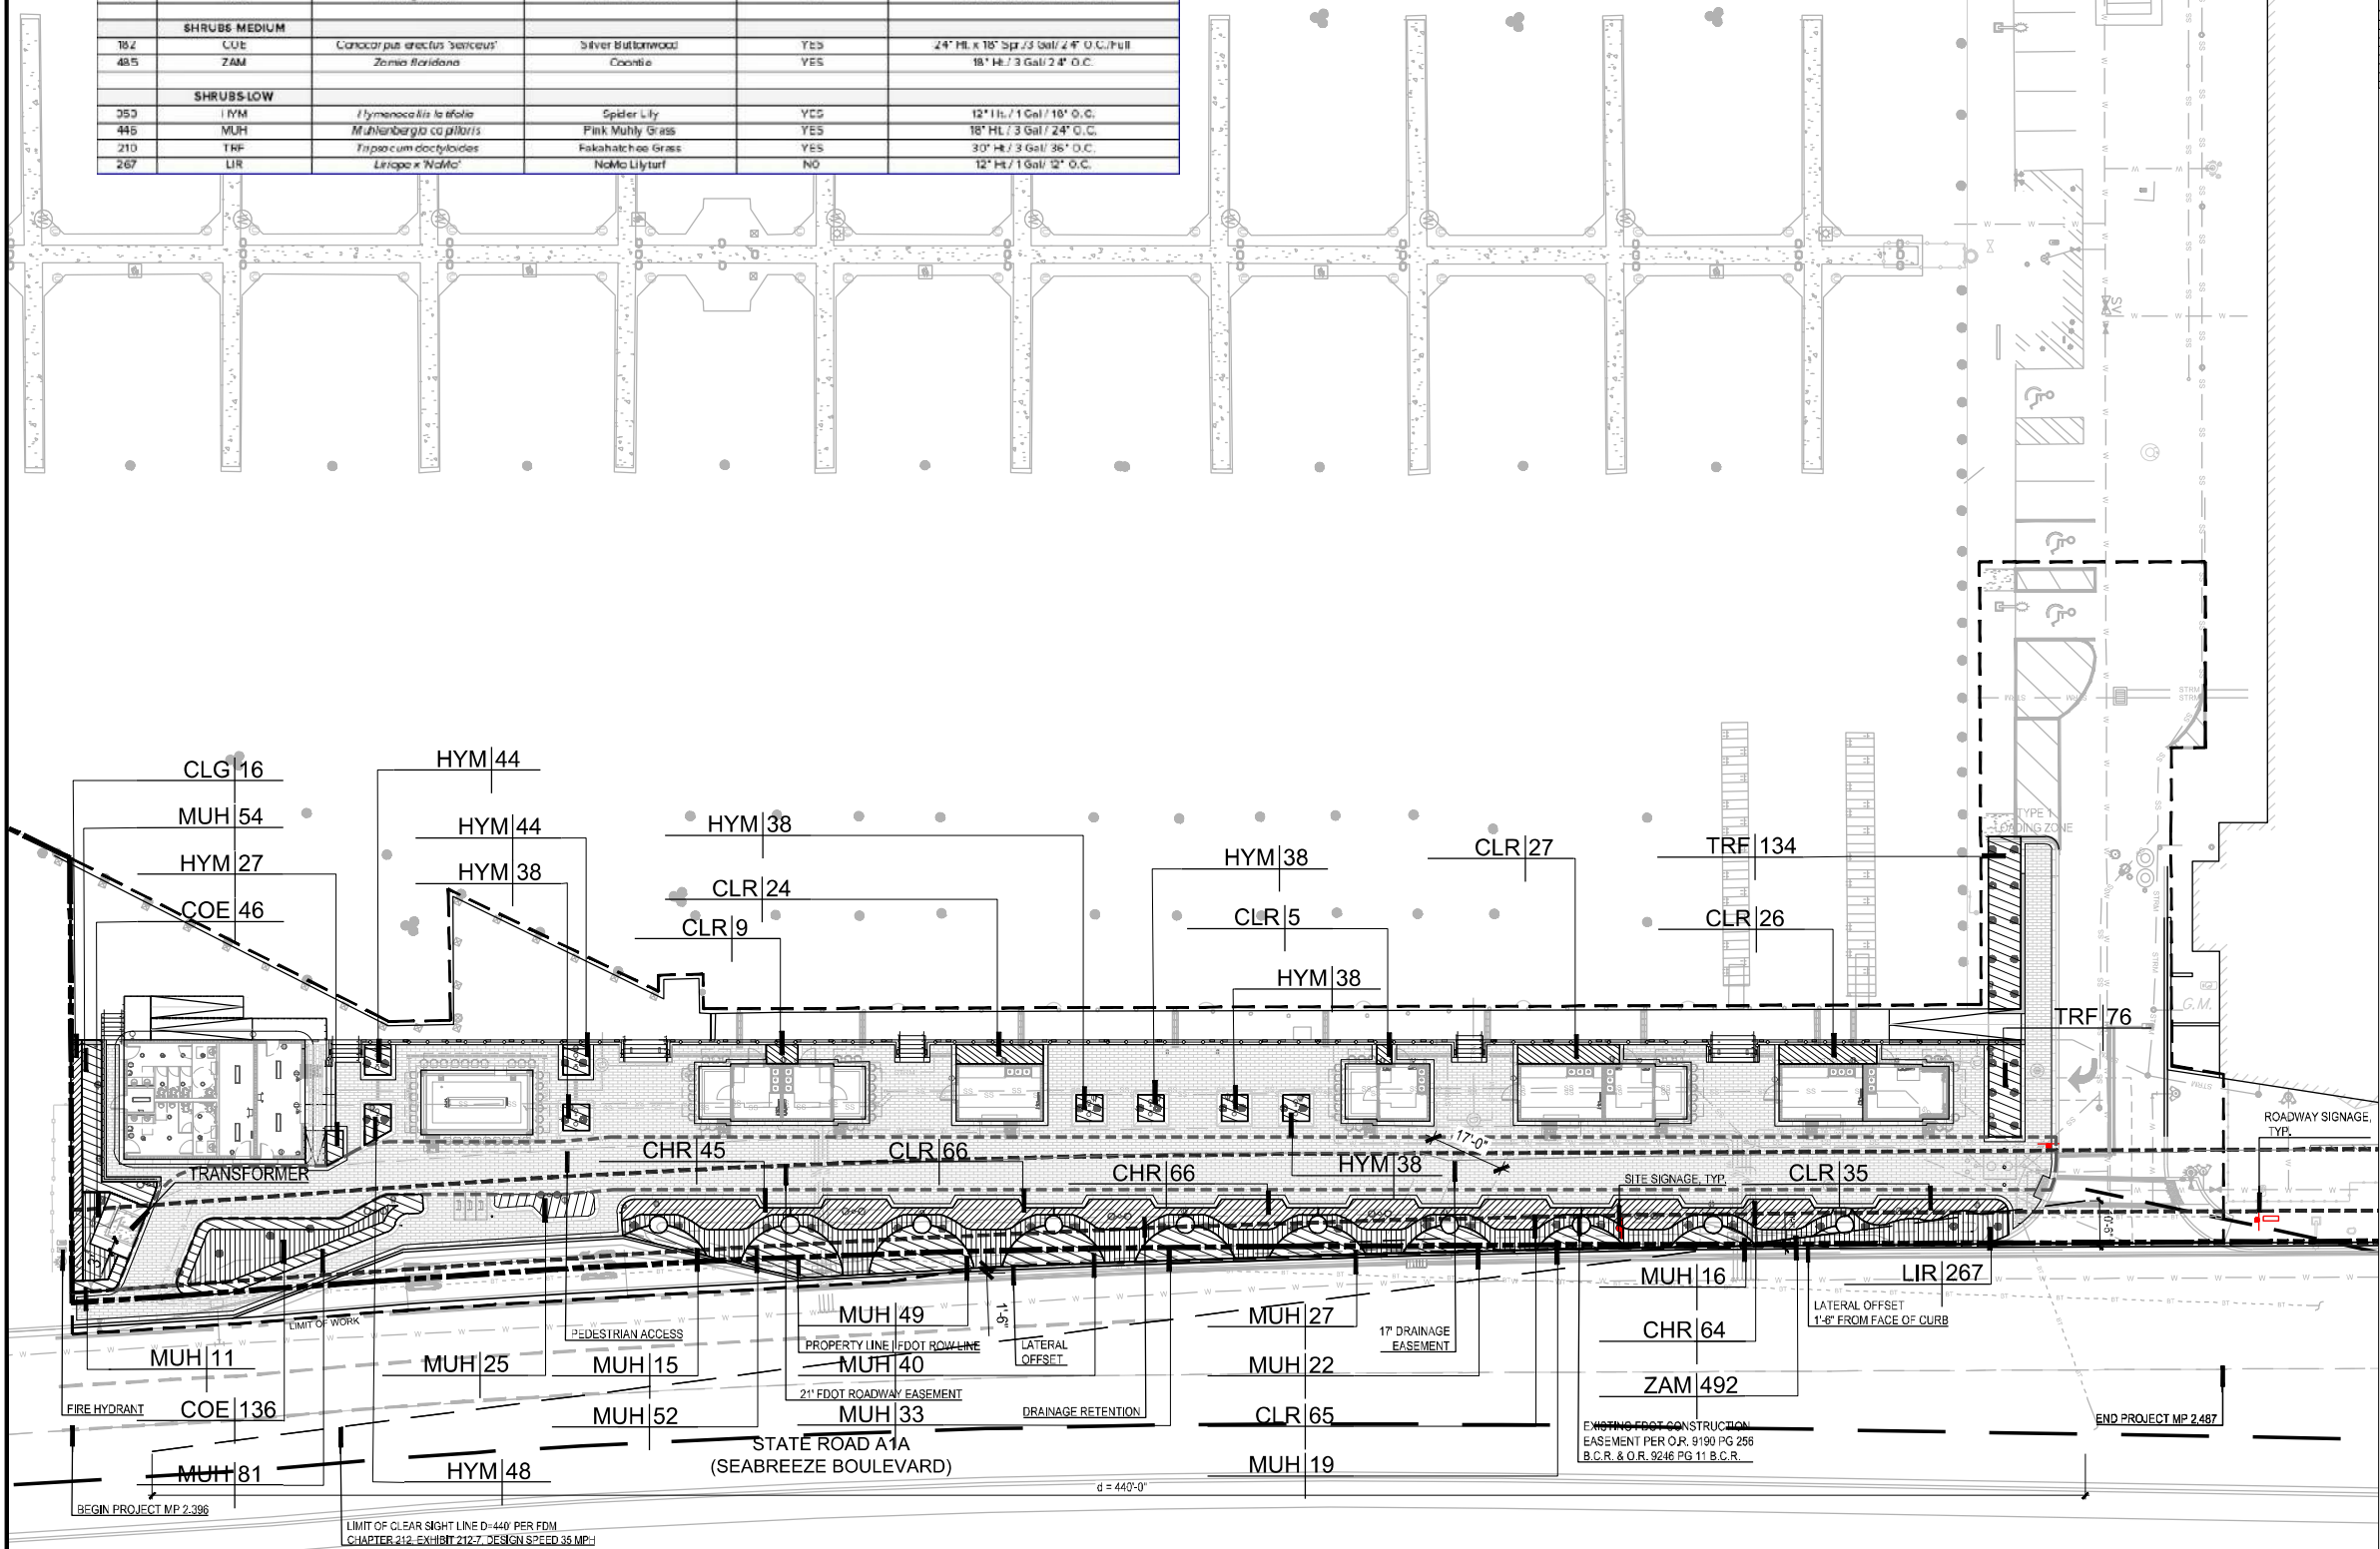 SHRUBS-MEDIUM
182 COE Conocarpus erectus 'sericeus' Silver Buttonwood YES 24" Ht. x 18" Spr./3 Gal/ 24" O.C./Full
485 ZAM Zamia floridana Coontie YES 18" Ht./ 3 Gal/ 24" O.C.
SHRUBS-LOW
353 HYM Hymenocallis latifolia Spider Lily YES 12" Ht. / 1 Gal / 18" O.C.
446 MUH Muhlenbergia capillaris Pink Muhly Grass YES 18" Ht. / 3 Gal / 24" O.C.
210 TRF Tripsacum dactyloides Fakahatchee Grass YES 30" Ht / 3 Gal/ 36" O.C.
267 LIR Liriope x 'NoMo' NoMo Lilyturf NO 12" Ht / 1 Gal/ 12" O.C.
SV
TYPE 1
LOADING ZONE
G.M.
CLG 16
HYM 44
MUH 54
HYM 44
HYM 38
HYM 27
HYM 38
CLR 24
COE 46
CLR 9
HYM 38
CLR 27
TRF 134
CLR 5
CLR 26
HYM 38
TRF 76
ROADWAY SIGNAGE,
TYP.
TRANSFORMER
CHR 45
CLR 66
CHR 66
HYM 38
17'-0"
SITE SIGNAGE, TYP.
CLR 35
LIMIT OF WORK
PEDESTRIAN ACCESS
MUH 49
PROPERTY LINE | FDOT ROW LINE
MUH 40
1'-6"
LATERAL
OFFSET
MUH 27
17' DRAINAGE
EASEMENT
MUH 16
LIR 267
LATERAL OFFSET
1'-6" FROM FACE OF CURB
CHR 64
MUH 11
MUH 25
MUH 15
21' FDOT ROADWAY EASEMENT
MUH 22
ZAM 492
FIRE HYDRANT
COE 136
MUH 52
MUH 33
DRAINAGE RETENTION
CLR 65
EXISTING FDOT CONSTRUCTION
EASEMENT PER O.R. 9190 PG 256
B.C.R. & O.R. 9246 PG 11 B.C.R.
END PROJECT MP 2.487
STATE ROAD A1A
(SEABREEZE BOULEVARD)
MUH 81
HYM 48
MUH 19
d = 440'-0"
BEGIN PROJECT MP 2.396
LIMIT OF CLEAR SIGHT LINE D=440' PER FDM
CHAPTER 212, EXHIBIT 212-7, DESIGN SPEED 35 MPH